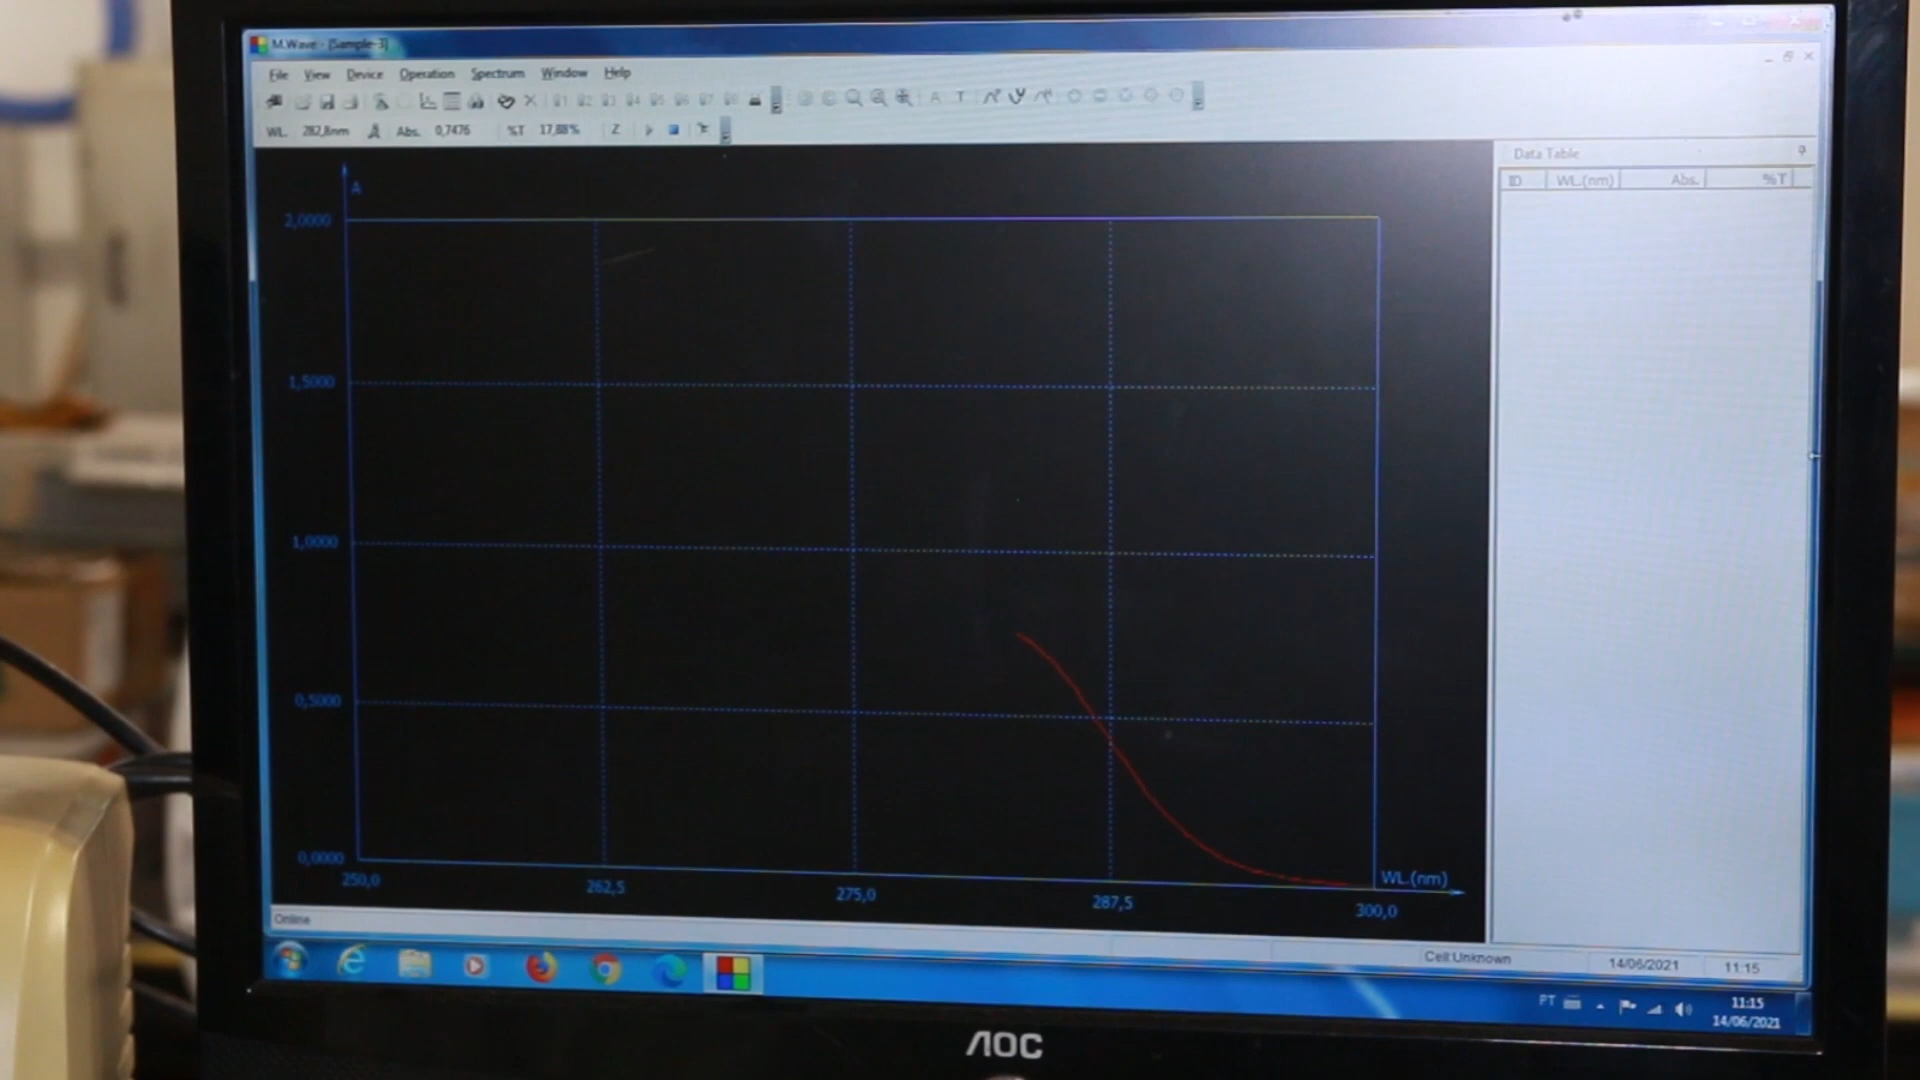 M.Wave - [Sample-3]
File View Device Operation Spectrum Window Help
A T
WL. 282,8nm Abs. 0,7476 %T 17,88% Z
Data Table
ID WL.(nm) Abs. %T
A
2,0000
1,5000
1,0000
0,5000
0,0000
250,0 262,5 275,0 287,5 300,0
WL.(nm)
Online
Cell:Unknown 14/06/2021 11:15
PT 11:15
14/06/2021
AOC